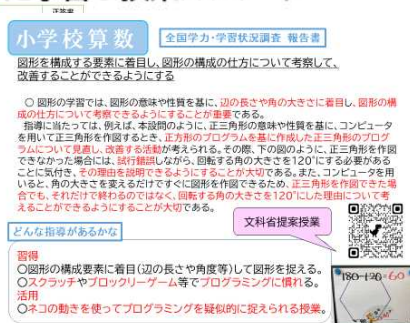 正答率
小学校算数
全国学力・学習状況調査 報告書
図形を構成する要素に着目し、図形の構成の仕方について考察して、
改善することができるようにする
○ 図形の学習では、図形の意味や性質を基に、辺の長さや角の大きさに着目し、図形の構
成の仕方について考察できるようにすることが重要である。
指導に当たっては、例えば、本設問のように、正三角形の意味や性質を基に、コンピュータ
を用いて正三角形を作図するとき、正方形のプログラムを基に作成した正三角形のプログ
ラムについて見直し、改善する活動が考えられる。その際、下の図のように、正三角形を作図
できなかった場合には、試行錯誤しながら、回転する角の大きさを120°にする必要がある
ことに気付き、その理由を説明できるようにすることが大切である。また、コンピュータを用
いると、角の大きさを変えるだけですぐに図形を作図できるため、正三角形を作図できた場
合でも、それだけで終わるのではなく、回転する角の大きさを120°にした理由について考
えることができるようにすることが大切である。
文科省提案授業
どんな指導があるかな
習得
○図形の構成要素に着目(辺の長さや角度等)して図形を捉える。
○スクラッチやブロックリーゲーム等でプログラミングに慣れる。
活用
○ネコの動きを使ってプログラミングを疑似的に捉えられる授業。
180-120=60